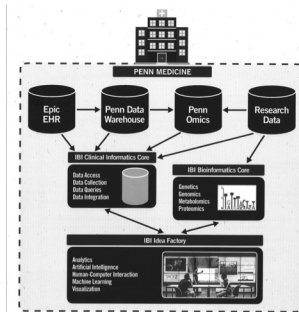 PENN MEDICINE
Epic
EHR
Penn Data
Warehouse
Penn
Omics
Research
Data
IBI Clinical Informatics Core
Data Access
Data Collection
Data Queries
Data Integration
IBI Bioinformatics Core
Genetics
Genomics
Metabolomics
Proteomics
IBI Idea Factory
Analytics
Artificial Intelligence
Human-Computer Interaction
Machine Learning
Visualization